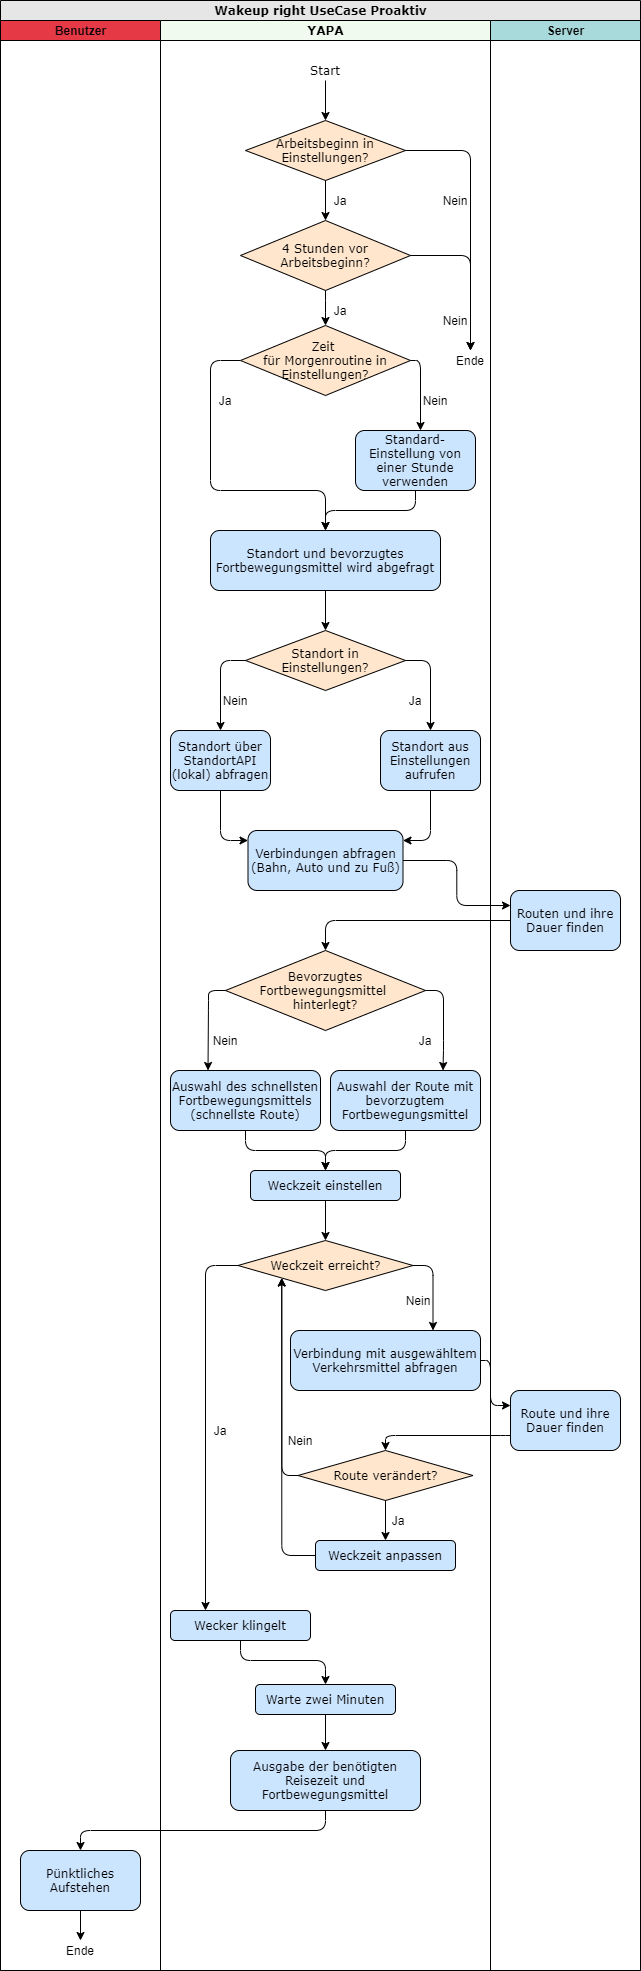 Wakeup right UseCase Proaktiv
Benutzer
YAPA
Server
Start
Arbeitsbeginn in
Einstellungen?
Ja
Nein
4 Stunden vor
Arbeitsbeginn?
Ja
Nein
Ende
Zeit
für Morgenroutine in
Einstellungen?
Ja
Nein
Standard-
Einstellung von
einer Stunde
verwenden
Standort und bevorzugtes
Fortbewegungsmittel wird abgefragt
Standort in
Einstellungen?
Nein
Ja
Standort über
StandortAPI
(lokal) abfragen
Standort aus
Einstellungen
aufrufen
Verbindungen abfragen
(Bahn, Auto und zu Fuß)
Routen und ihre
Dauer finden
Bevorzugtes
Fortbewegungsmittel
hinterlegt?
Nein
Ja
Auswahl des schnellsten
Fortbewegungsmittels
(schnellste Route)
Auswahl der Route mit
bevorzugtem
Fortbewegungsmittel
Weckzeit einstellen
Weckzeit erreicht?
Nein
Verbindung mit ausgewähltem
Verkehrsmittel abfragen
Route und ihre
Dauer finden
Ja
Nein
Route verändert?
Ja
Weckzeit anpassen
Wecker klingelt
Warte zwei Minuten
Ausgabe der benötigten
Reisezeit und
Fortbewegungsmittel
Pünktliches
Aufstehen
Ende